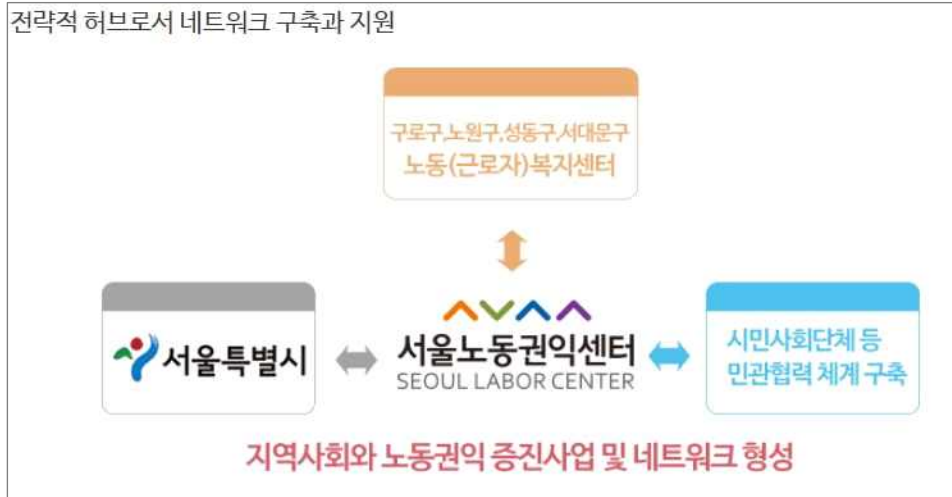 전략적 허브로서 네트워크 구축과 지원
구로구,노원구,성동구,서대문구
노동(근로자)복지센터
서울특별시
서울노동권익센터
SEOUL LABOR CENTER
시민사회단체 등
민관협력 체계 구축
지역사회와 노동권익 증진사업 및 네트워크 형성